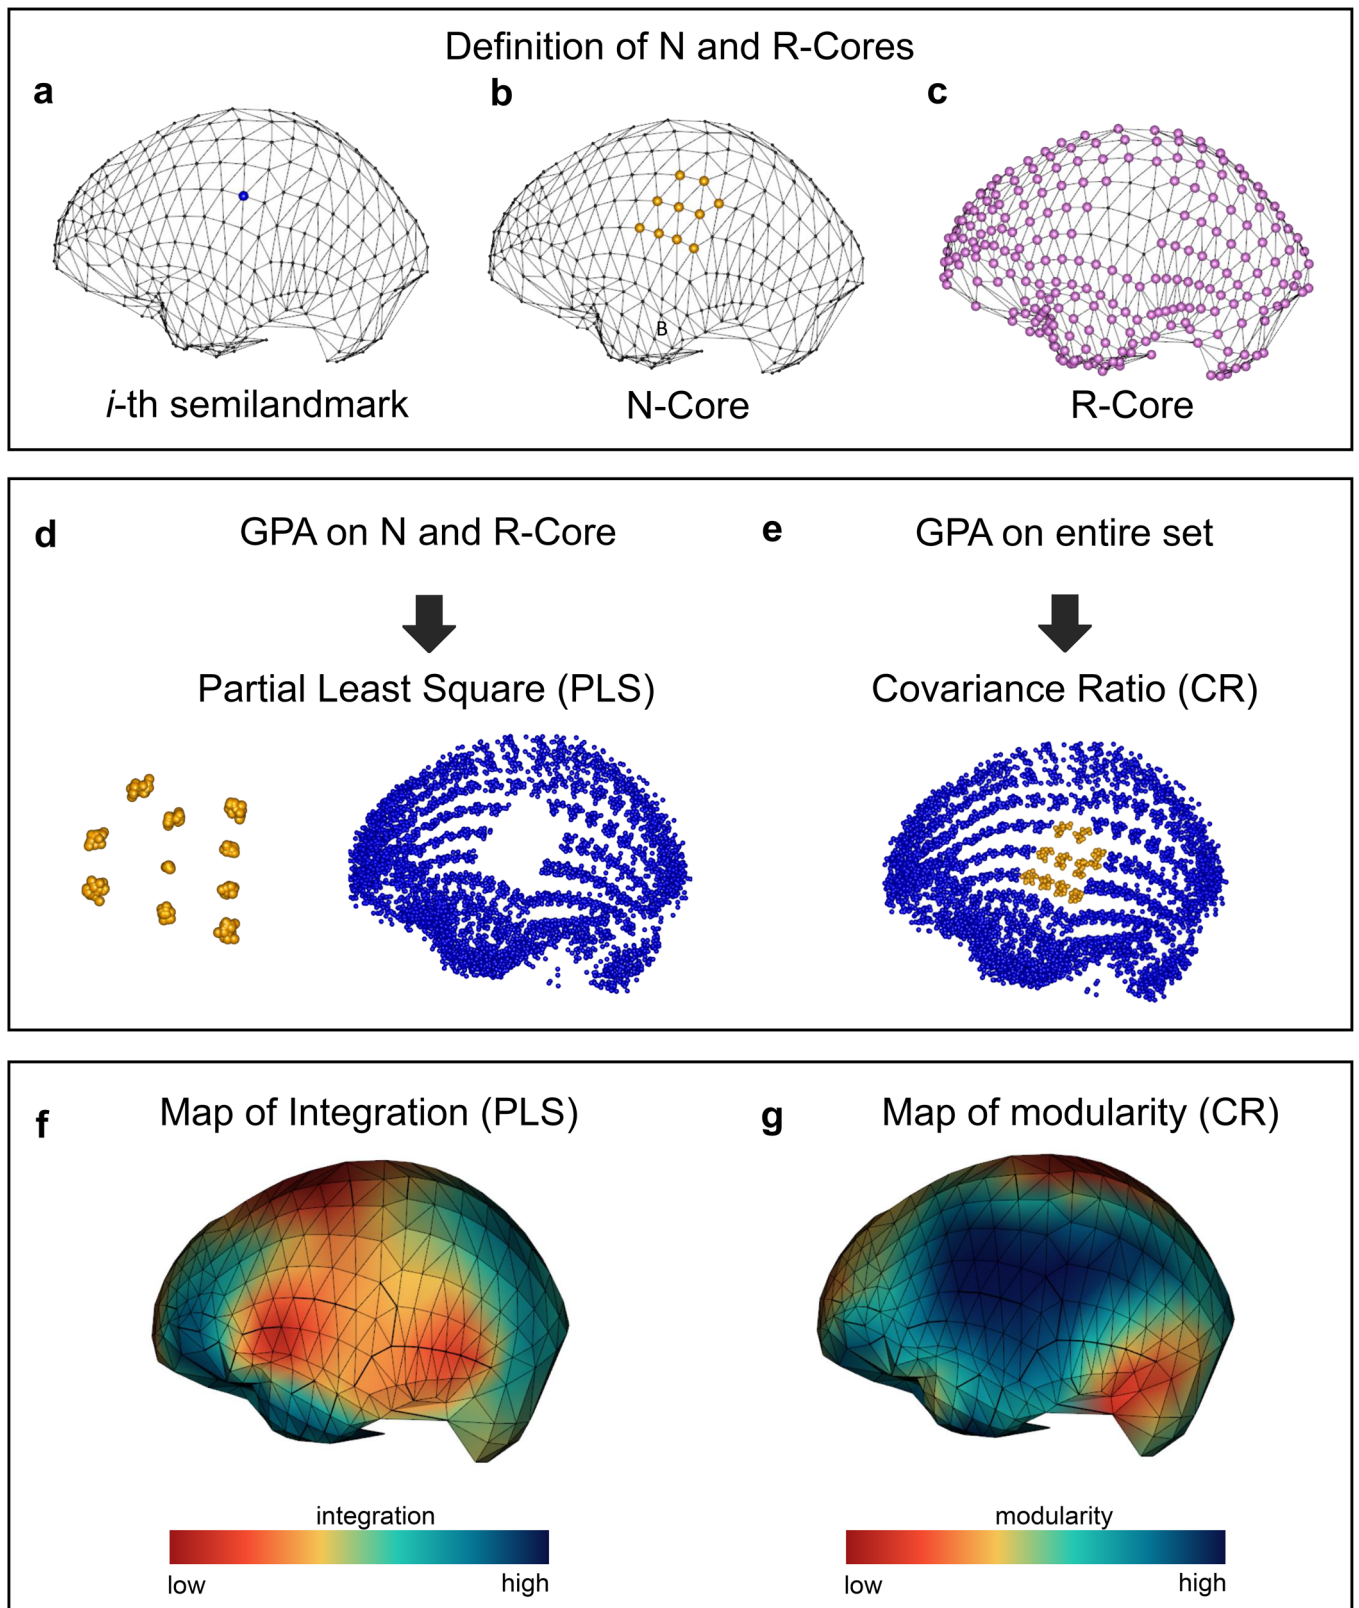 Definition of N and R-Cores
a
b
c
B
i-th semilandmark
N-Core
R-Core
d
GPA on N and R-Core
e
GPA on entire set
Partial Least Square (PLS)
Covariance Ratio (CR)
f
Map of Integration (PLS)
g
Map of modularity (CR)
integration
low
high
modularity
low
high